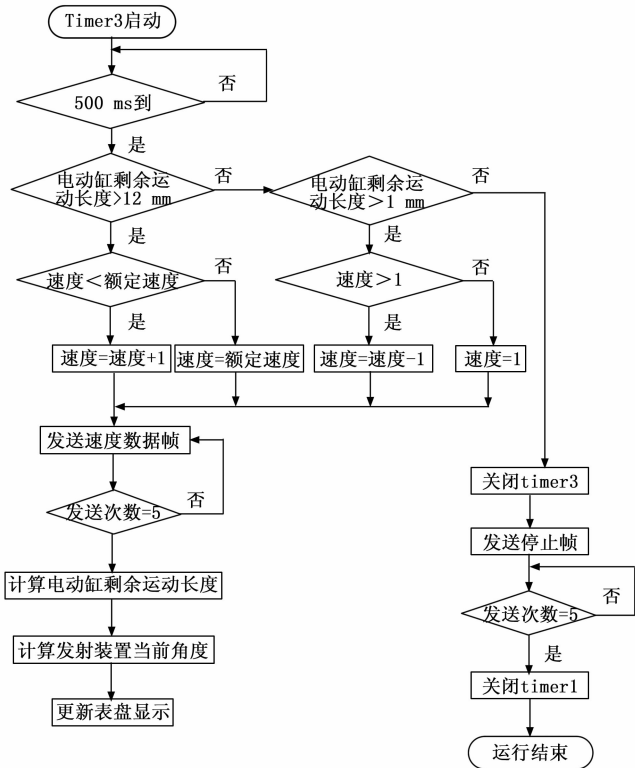 Timer3启动
否
500 ms到
是
电动缸剩余运
动长度>12 mm
否
电动缸剩余运
动长度＞1 mm
否
是
是
速度＜额定速度
否
速度＞1
否
是
是
速度=速度+1
速度=额定速度
速度=速度-1
速度=1
发送速度数据帧
发送次数=5
否
计算电动缸剩余运动长度
计算发射装置当前角度
更新表盘显示
关闭timer3
发送停止帧
否
发送次数=5
是
关闭timer1
运行结束